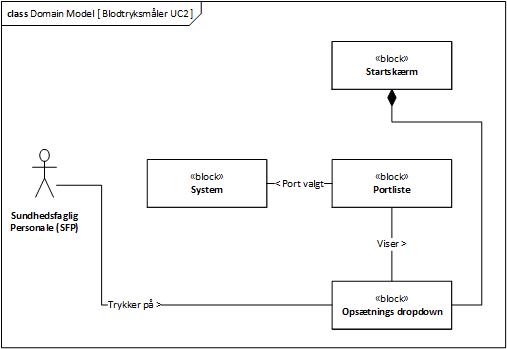 class Domain Model [ Blodtryksmåler UC2 ]
«block»
Startskærm
«block»
System
< Port valgt
«block»
Portliste
Sundhedsfaglig
Personale (SFP)
Viser >
Trykker på >
«block»
Opsætnings dropdown